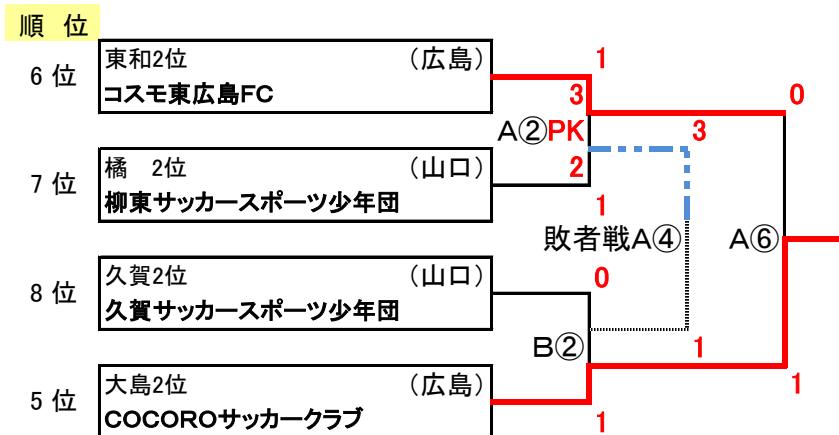 順 位
6 位
東和2位 (広島)
コスモ東広島FC
1
3
0
A②PK
3
2
7 位
橘 2位 (山口)
柳東サッカースポーツ少年団
1
敗者戦A④
A⑥
8 位
久賀2位 (山口)
久賀サッカースポーツ少年団
0
B②
1
1
5 位
大島2位 (広島)
COCOROサッカークラブ
1